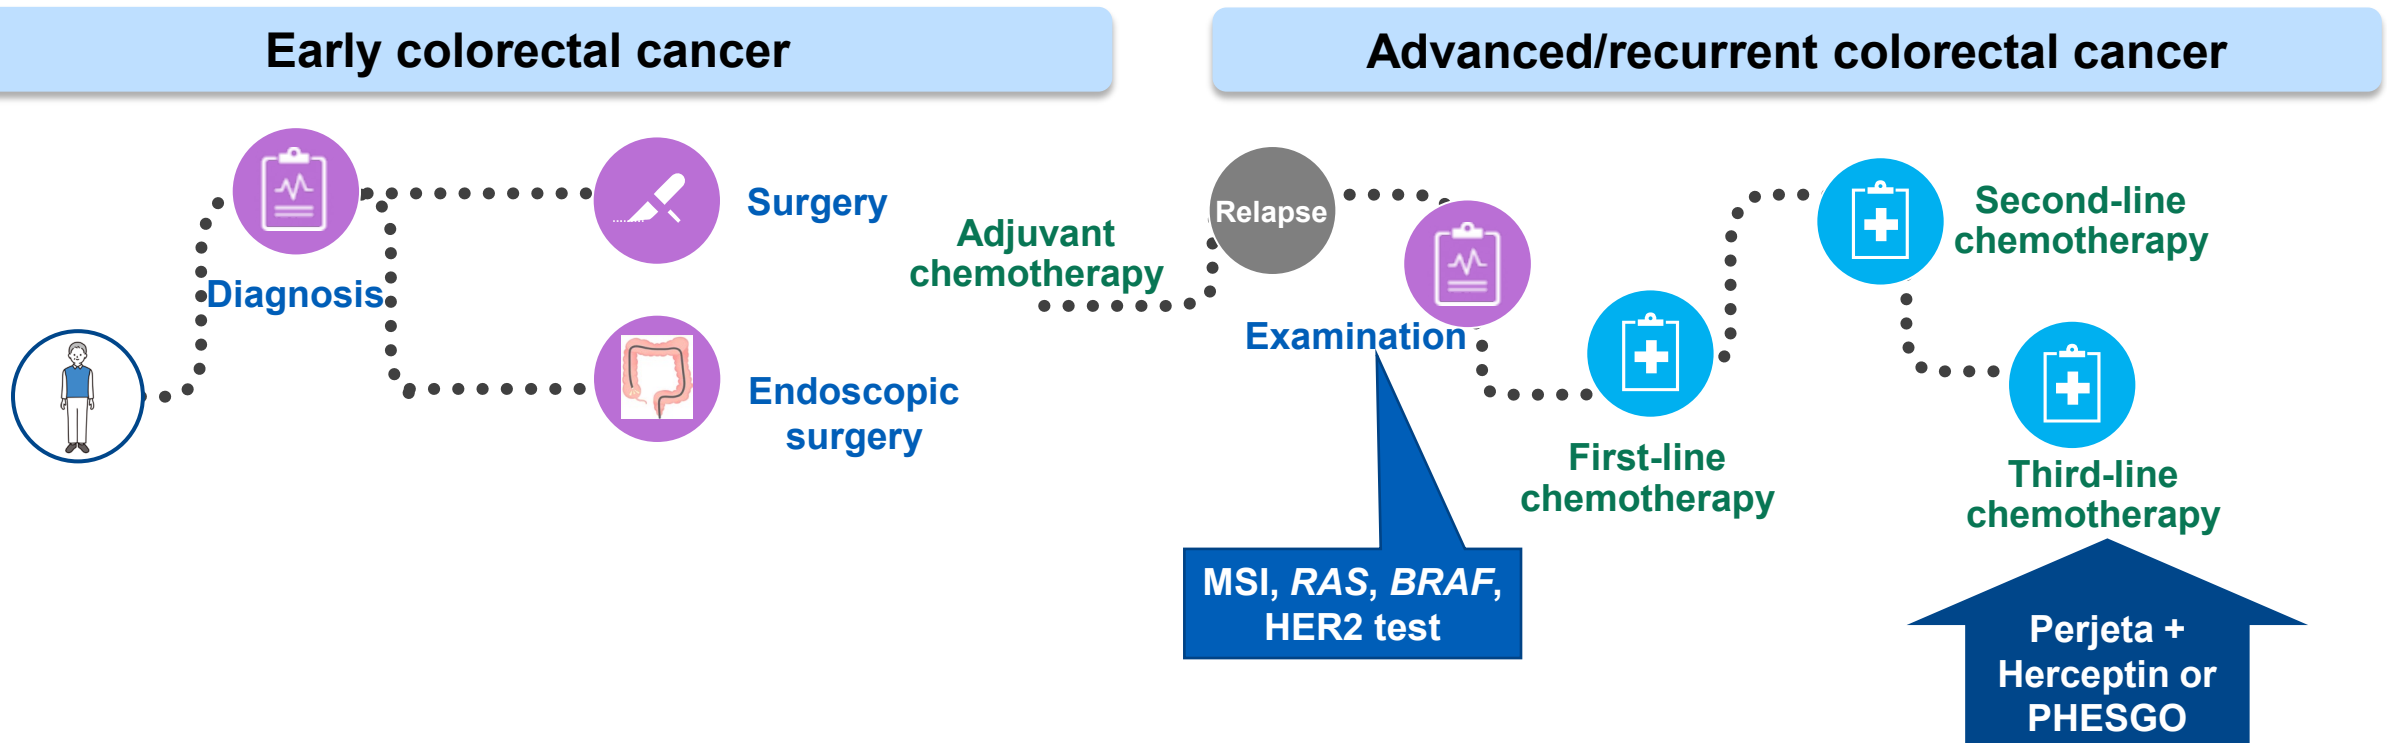 Early colorectal cancer
Advanced/recurrent colorectal cancer
Diagnosis
Surgery
Endoscopic
surgery
Adjuvant
chemotherapy
Relapse
Examination
MSI, RAS, BRAF,
HER2 test
First-line
chemotherapy
Second-line
chemotherapy
Third-line
chemotherapy
Perjeta +
Herceptin or
PHESGO